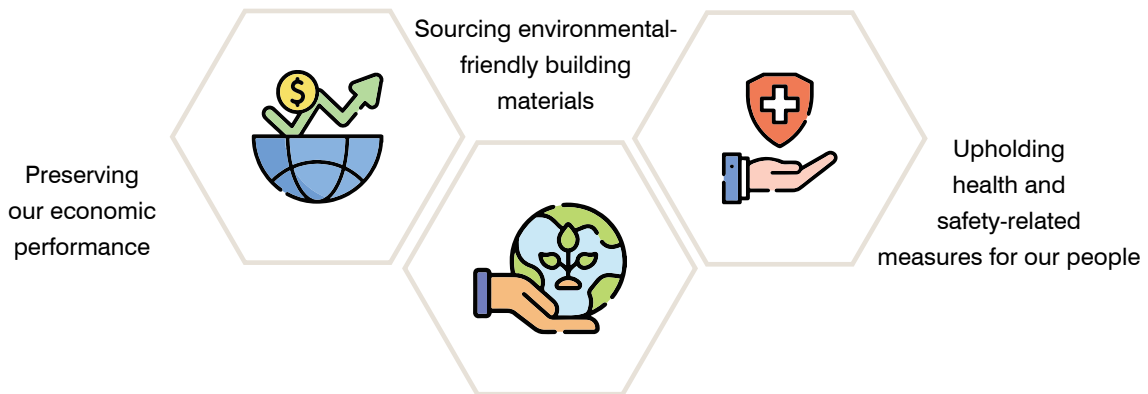 Preserving
our economic
performance
Sourcing environmental-
friendly building
materials
Upholding
health and
safety-related
measures for our people
$